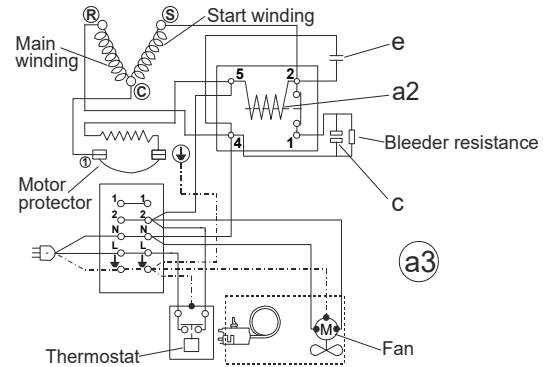 R
S
Start winding
Main
winding
C
5
2
e
a2
4
1
Bleeder resistance
c
1
Motor
protector
1 1
2 2
N N
L L
a3
M
Fan
Thermostat